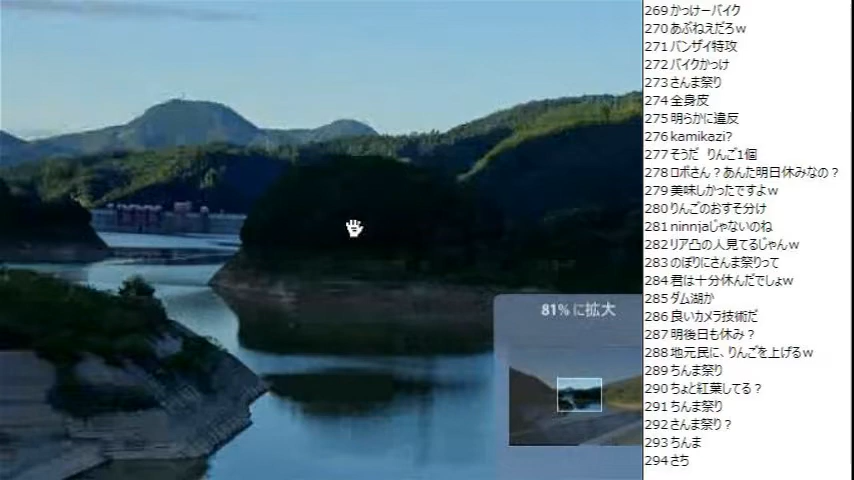 81% に拡大
269 かっけーバイク
270 あぶねえだろｗ
271 バンザイ特攻
272 バイクかっけ
273 さんま祭り
274 全身皮
275 明らかに違反
276 kamikazi?
277 そうだ りんご1個
278 ロボさん？あんた明日休みなの？
279 美味しかったですよｗ
280 りんごのおすそ分け
281 ninnjaじゃないのね
282 リア凸の人見てるじゃんｗ
283 のぼりにさんま祭りって
284 君は十分休んだでしょｗ
285 ダム湖か
286 良いカメラ技術だ
287 明後日も休み？
288 地元民に、りんごを上げるｗ
289 ちんま祭り
290 ちょと紅葉してる？
291 ちんま祭り
292 さんま祭り？
293 ちんま
294 さち